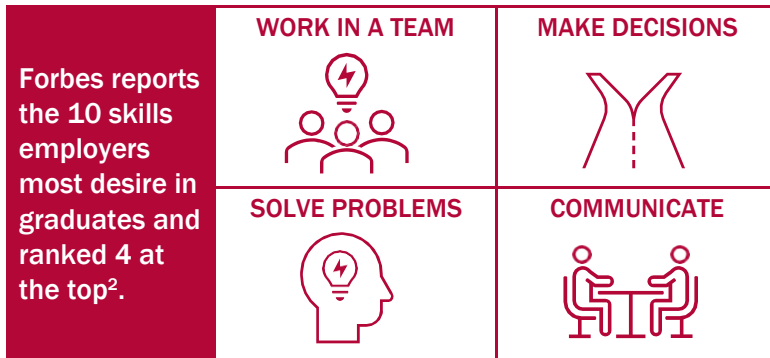 Forbes reports
the 10 skills
employers
most desire in
graduates and
ranked 4 at
the top².
WORK IN A TEAM
MAKE DECISIONS
SOLVE PROBLEMS
COMMUNICATE